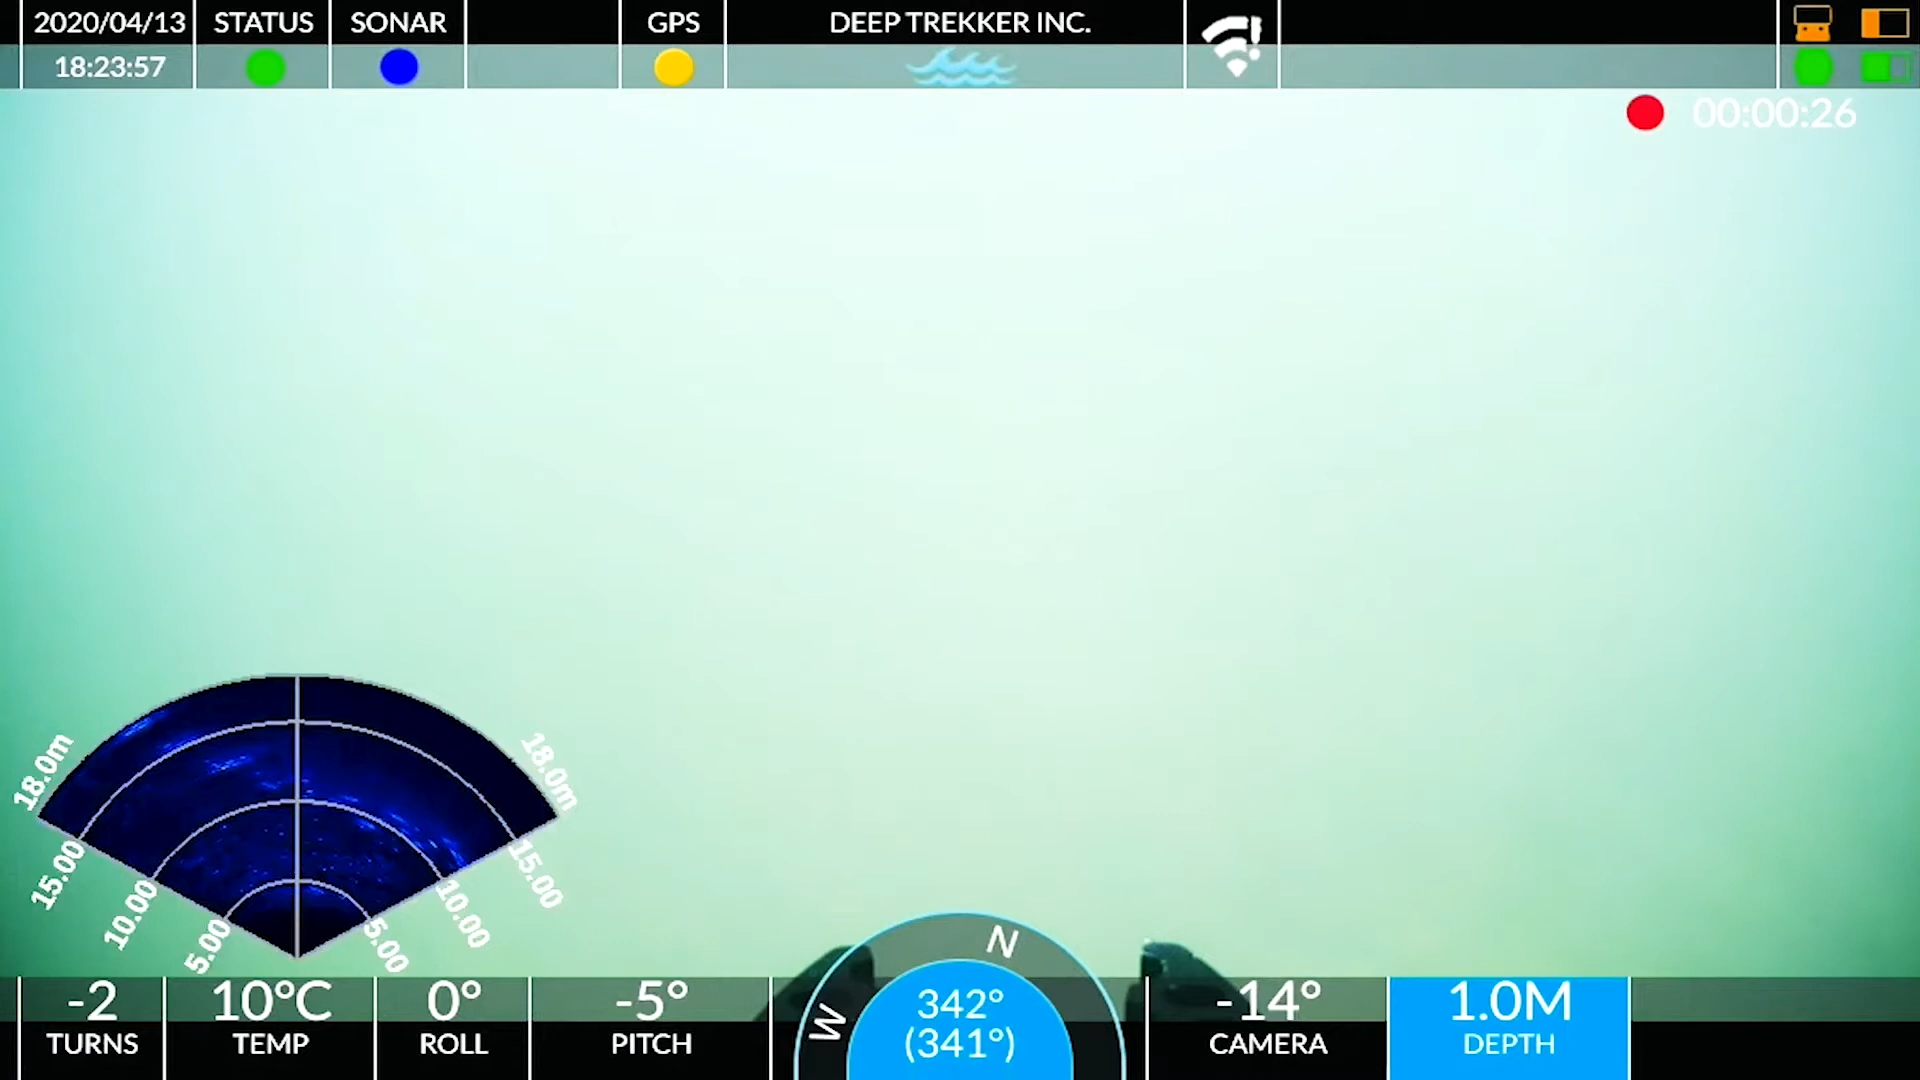 2020/04/13 STATUS SONAR GPS DEEP TREKKER INC.
18:23:57
00:00:26
18.0m 18.0m
15.00 15.00
10.00 10.00
5.00 5.00
N
W
-2 10°C 0° -5° 342° -14° 1.0M
(341°)
TURNS TEMP ROLL PITCH CAMERA DEPTH